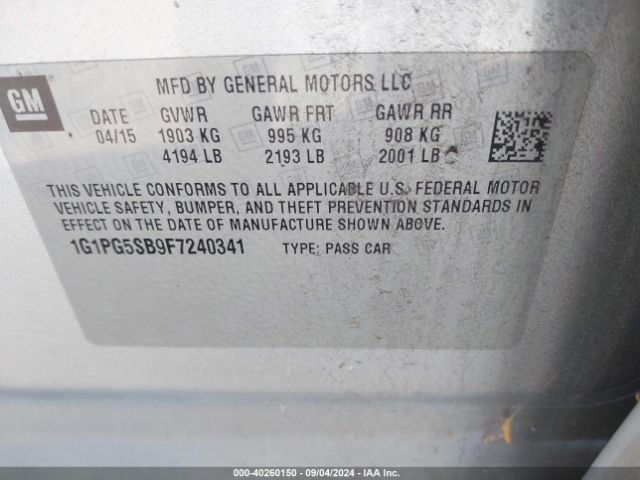 GM
MFD BY GENERAL MOTORS LLC
DATE GVWR GAWR FRT GAWR RR
04/15 1903 KG 995 KG 908 KG
4194 LB 2193 LB 2001 LB
THIS VEHICLE CONFORMS TO ALL APPLICABLE U.S. FEDERAL MOTOR
VEHICLE SAFETY, BUMPER, AND THEFT PREVENTION STANDARDS IN
EFFECT ON THE DATE OF MANUFACTURE SHOWN ABOVE.
1G1PG5SB9F7240341 TYPE: PASS CAR
000-40260150 - 09/04/2024 - IAA Inc.